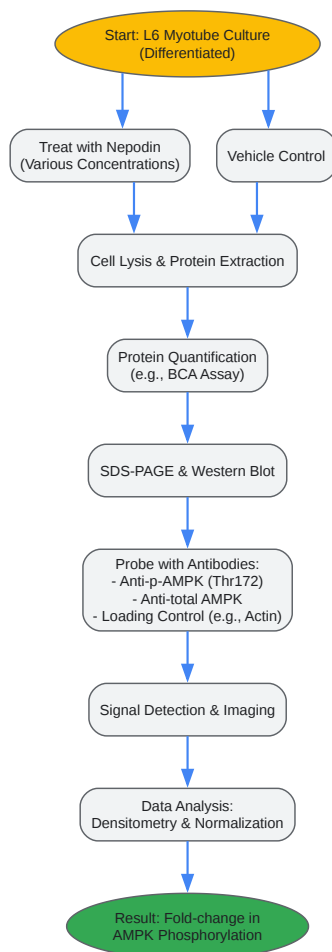 Start: L6 Myotube Culture
(Differentiated)
Treat with Nepodin
(Various Concentrations)
Vehicle Control
Cell Lysis & Protein Extraction
Protein Quantification
(e.g., BCA Assay)
SDS-PAGE & Western Blot
Probe with Antibodies:
- Anti-p-AMPK (Thr172)
- Anti-total AMPK
- Loading Control (e.g., Actin)
Signal Detection & Imaging
Data Analysis:
Densitometry & Normalization
Result: Fold-change in
AMPK Phosphorylation